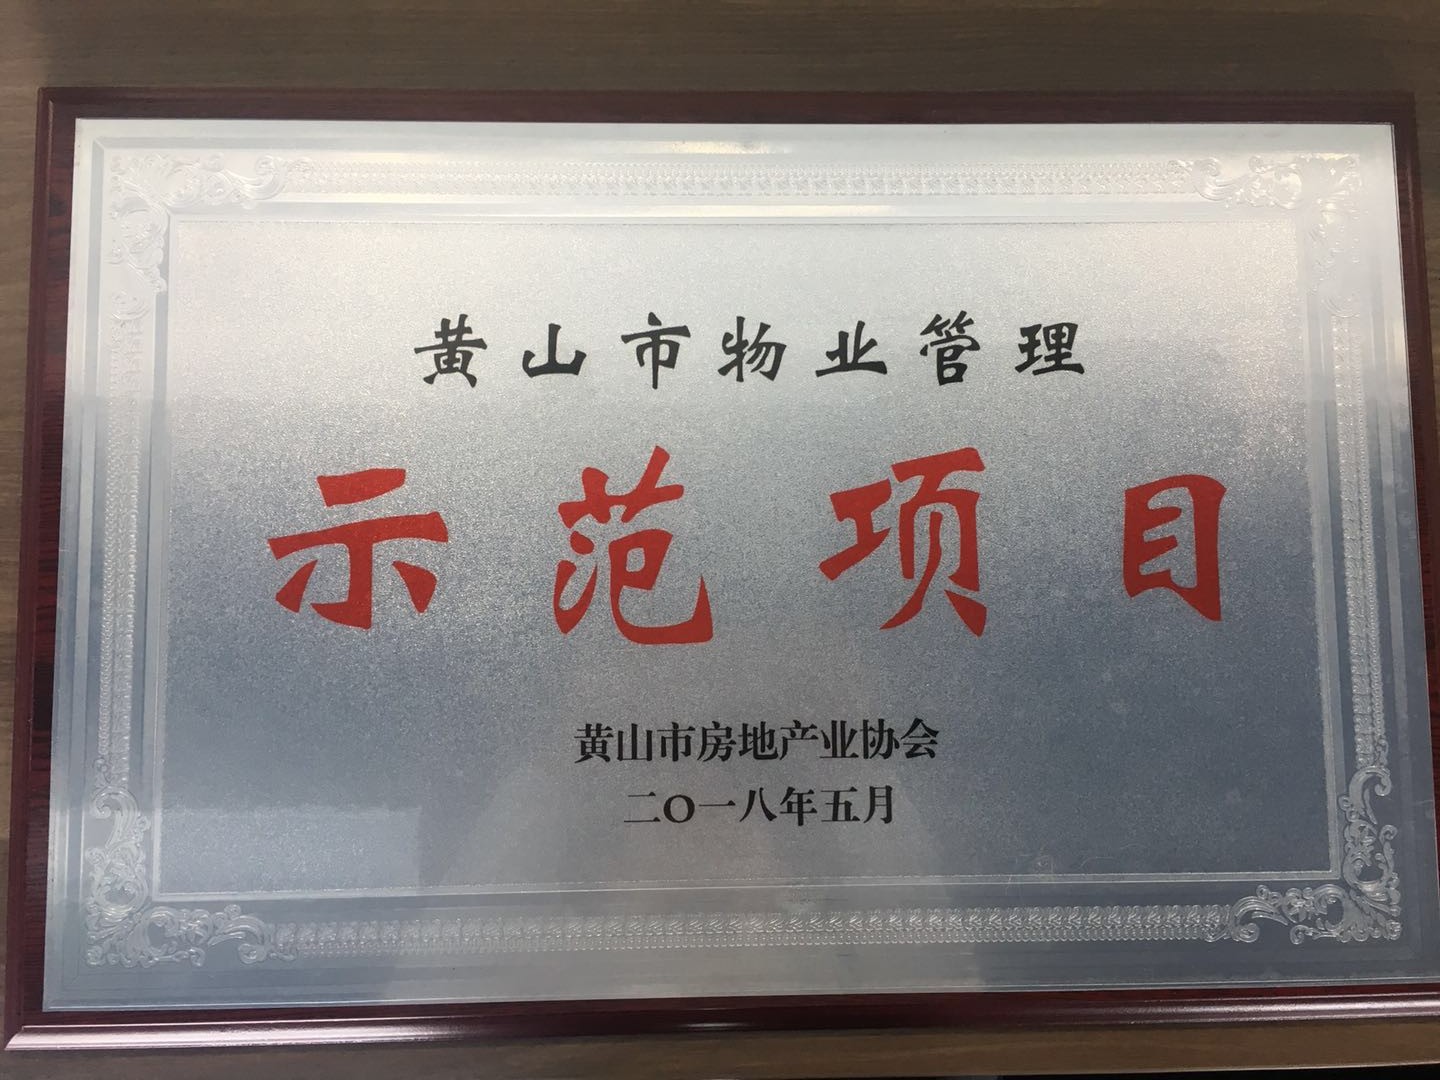 黄山市物业管理
示范项目
黄山市房地产业协会
二〇一八年五月